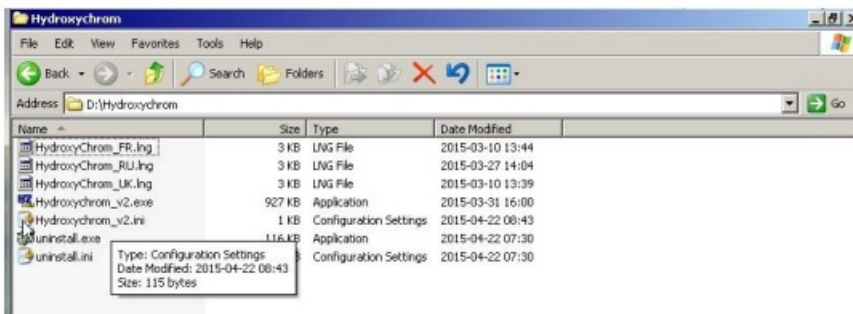 Hydroxychrom
File Edit View Favorites Tools Help
Back Search Folders
Address D:\Hydroxychrom Go
Name Size Type Date Modified
HydroxyChrom_FR.lng 3 KB LNG File 2015-03-10 13:44
HydroxyChrom_RU.lng 3 KB LNG File 2015-03-27 14:04
HydroxyChrom_UK.lng 3 KB LNG File 2015-03-10 13:39
Hydroxychrom_v2.exe 927 KB Application 2015-03-31 16:00
Hydroxychrom_v2.ini 1 KB Configuration Settings 2015-04-22 08:43
uninstall.exe 116 KB Application 2015-04-22 07:30
uninstall.ini Configuration Settings 2015-04-22 07:30
Type: Configuration Settings
Date Modified: 2015-04-22 08:43
Size: 115 bytes